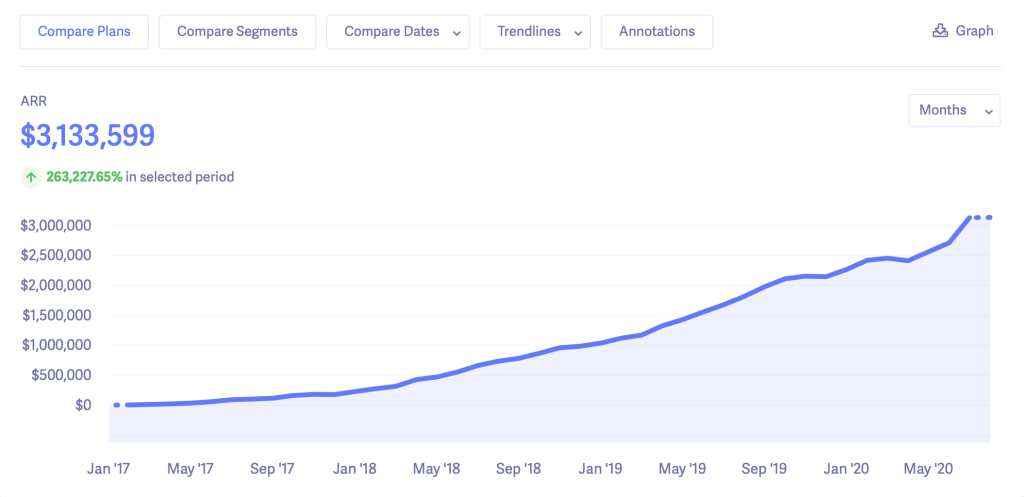 Compare Plans Compare Segments Compare Dates Trendlines Annotations Graph
ARR
Months
$3,133,599
263,227.65% in selected period
$3,000,000
$2,500,000
$2,000,000
$1,500,000
$1,000,000
$500,000
$0
Jan '17 May '17 Sep '17 Jan '18 May '18 Sep '18 Jan '19 May '19 Sep '19 Jan '20 May '20